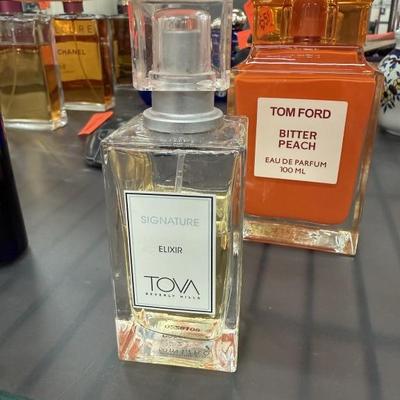 CHANEL
TOM FORD
BITTER
PEACH
EAU DE PARFUM
100 ML
SIGNATURE
ELIXIR
TOVA
BEVERLY HILLS